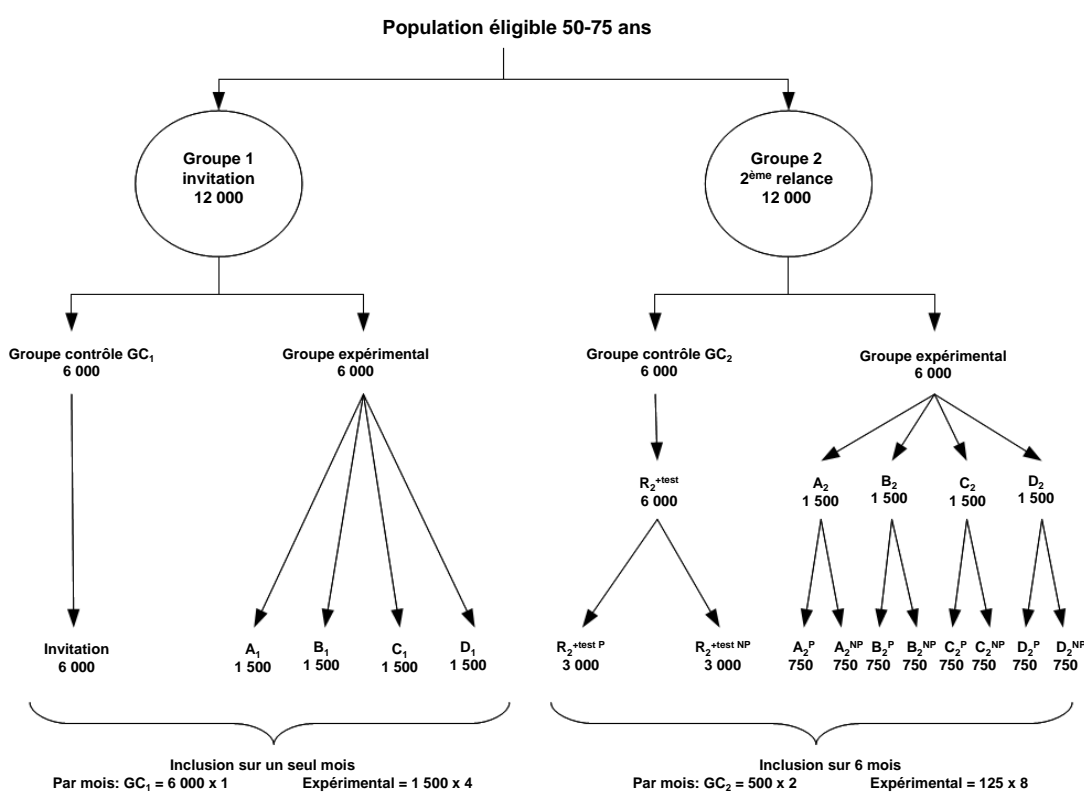 Population éligible 50-75 ans
Groupe 1
invitation
12 000
Groupe 2
2ème relance
12 000
Groupe contrôle GC1
6 000
Groupe expérimental
6 000
Groupe contrôle GC2
6 000
Groupe expérimental
6 000
R2+test
6 000
A2
1 500
B2
1 500
C2
1 500
D2
1 500
Invitation
6 000
A1
1 500
B1
1 500
C1
1 500
D1
1 500
R2+test P
3 000
R2+test NP
3 000
A2P
750
A2NP
750
B2P
750
B2NP
750
C2P
750
C2NP
750
D2P
750
D2NP
750
Inclusion sur un seul mois
Par mois: GC1 = 6 000 x 1 Expérimental = 1 500 x 4
Inclusion sur 6 mois
Par mois: GC2 = 500 x 2 Expérimental = 125 x 8